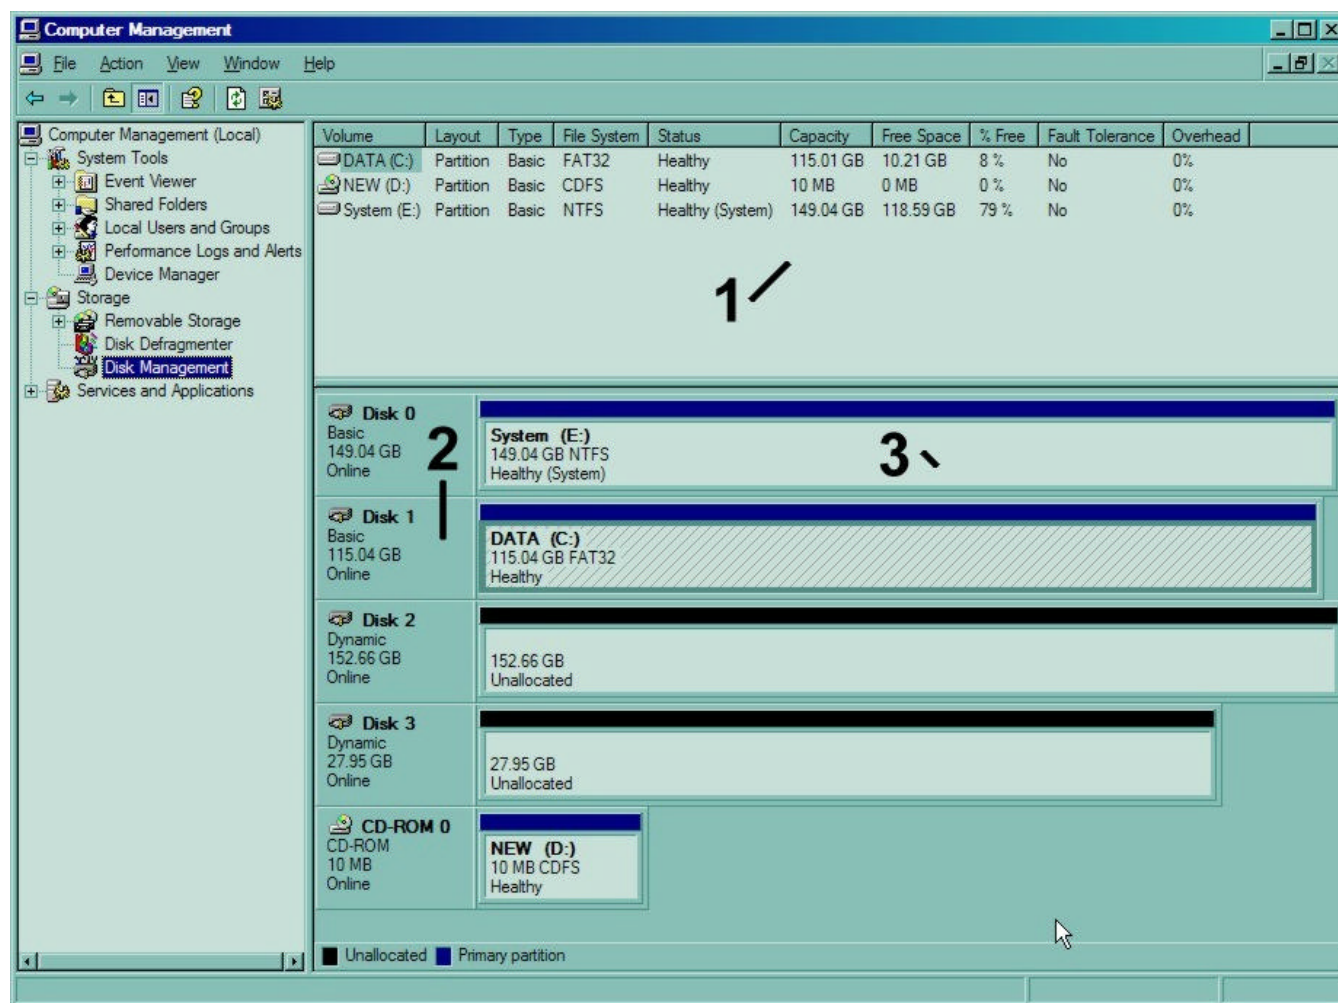 Computer Management
File Action View Window Help
Computer Management (Local)
System Tools
Event Viewer
Shared Folders
Local Users and Groups
Performance Logs and Alerts
Device Manager
Storage
Removable Storage
Disk Defragmenter
Disk Management
Services and Applications
Volume Layout Type File System Status Capacity Free Space % Free Fault Tolerance Overhead
DATA (C:) Partition Basic FAT32 Healthy 115.01 GB 10.21 GB 8 % No 0%
NEW (D:) Partition Basic CDFS Healthy 10 MB 0 MB 0 % No 0%
System (E:) Partition Basic NTFS Healthy (System) 149.04 GB 118.59 GB 79 % No 0%
1
Disk 0
Basic
149.04 GB
Online
2
System (E:)
149.04 GB NTFS
Healthy (System)
3
Disk 1
Basic
115.04 GB
Online
DATA (C:)
115.04 GB FAT32
Healthy
Disk 2
Dynamic
152.66 GB
Online
152.66 GB
Unallocated
Disk 3
Dynamic
27.95 GB
Online
27.95 GB
Unallocated
CD-ROM 0
CD-ROM
10 MB
Online
NEW (D:)
10 MB CDFS
Healthy
Unallocated Primary partition